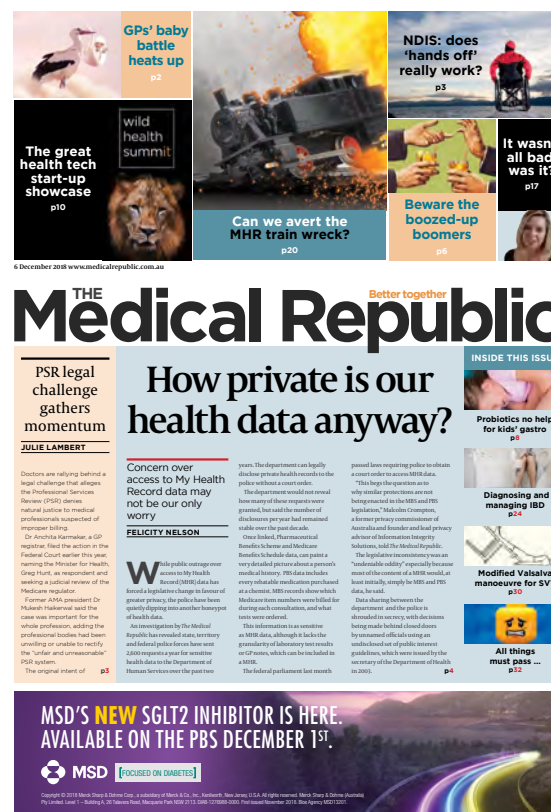 GPs' baby
battle
heats up
p2
wild
health
summit
The great
health tech
start-up
showcase
p10
Can we avert the
MHR train wreck?
p20
NDIS: does
'hands off'
really work?
p3
Beware the
boozed-up
boomers
p6
It wasn
all bad
was it?
p17
6 December 2018 www.medicalrepublic.com.au
THE
Medical Republic
Better together
PSR legal
challenge
gathers
momentum
JULIE LAMBERT
Doctors are rallying behind a
legal challenge that alleges
the Professional Services
Review (PSR) denies
natural justice to medical
professionals suspected of
improper billing.
Dr Anchita Karmakar, a GP
registrar, filed the action in the
Federal Court earlier this year,
naming the Minister for Health,
Greg Hunt, as respondent and
seeking a judicial review of the
Medicare regulator.
Former AMA president Dr
Mukesh Haikerwal said the
case was important for the
whole profession, adding the
professional bodies had been
unwilling or unable to rectify
the "unfair and unreasonable"
PSR system.
The original intent of
p3
How private is our
health data anyway?
Concern over
access to My Health
Record data may
not be our only
worry
FELICITY NELSON
While public outrage over
access to My Health
Record (MHR) data has
forced a legislative change in favour of
greater privacy, the police have been
quietly dipping into another honeypot
of health data.
An investigation by The Medical
Republic has revealed state, territory
and federal police forces have sent
2,600 requests a year for sensitive
health data to the Department of
Human Services over the past two
years. The department can legally
disclose private health records to the
police without a court order.
The department would not reveal
how many of these requests were
granted, but said the number of
disclosures per year had remained
stable over the past decade.
Once linked, Pharmaceutical
Benefits Scheme and Medicare
Benefits Schedule data, can paint a
very detailed picture about a person's
medical history. PBS data includes
every rebatable medication purchased
at a chemist. MBS records show which
Medicare item numbers were billed for
during each consultation, and what
tests were ordered.
This information is as sensitive
as MHR data, although it lacks the
granularity of laboratory test results
or GP notes, which can be included in
a MHR.
The federal parliament last month
passed laws requiring police to obtain
a court order to access MHR data.
"This begs the question as to
why similar protections are not
being enacted in the MBS and PBS
legislation," Malcolm Crompton,
a former privacy commissioner of
Australia and founder and lead privacy
advisor of Information Integrity
Solutions, told The Medical Republic.
The legislative inconsistency was an
"undeniable oddity" especially because
most of the content of a MHR would, at
least initially, simply be MBS and PBS
data, he said.
Data sharing between the
department and the police is
shrouded in secrecy, with decisions
being made behind closed doors
by unnamed officials using an
undisclosed set of public interest
guidelines, which were issued by the
secretary of the Department of Health
in 2003.
p4
INSIDE THIS ISSU
Probiotics no help
for kids' gastro
p8
Diagnosing and
managing IBD
p24
Modified Valsalva
manoeuvre for SV
p30
All things
must pass ...
p32
MSD'S NEW SGLT2 INHIBITOR IS HERE.
AVAILABLE ON THE PBS DECEMBER 1ST.
MSD [FOCUSED ON DIABETES]
Copyright © 2018 Merck Sharp & Dohme Corp., a subsidiary of Merck & Co., Inc., Kenilworth, New Jersey, U.S.A. All rights reserved. Merck Sharp & Dohme (Australia)